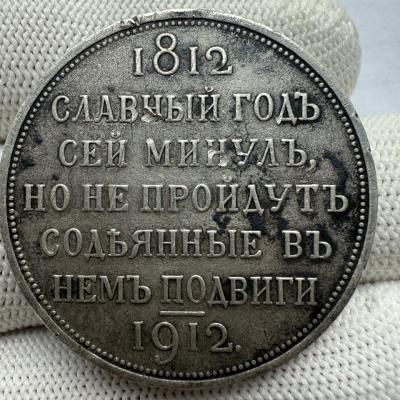 1812
СЛАВНЫЙ ГОДЪ
СЕЙ МИНУЛЪ,
НО НЕ ПРОЙДУТЪ
СОДѢЯННЫЕ ВЪ
НЕМЪ ПОДВИГИ
1912.